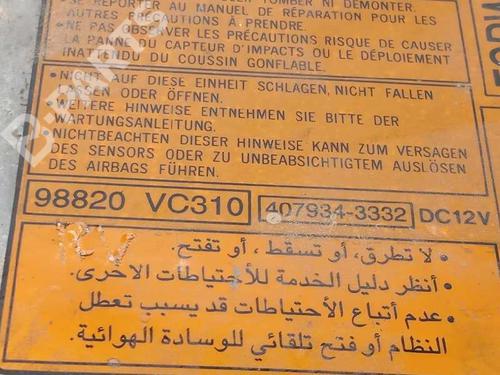 TOMBER NI DÉMONTER.
SE REPORTER AU MANUEL DE RÉPARATION POUR LES
AUTRES PRÉCAUTIONS À PRENDRE.
• NE PAS OBSERVER LES PRÉCAUTIONS RISQUE DE CAUSER
LA PANNE DU CAPTEUR D'IMPACTS OU LE DÉPLOIEMENT
INATTENDU DU COUSSIN GONFLABLE.
• NICHT AUF DIESE EINHEIT SCHLAGEN, NICHT FALLEN
LASSEN ODER ÖFFNEN.
• WEITERE HINWEISE ENTNEHMEN SIE BITTE DER
WARTUNGSANLEITUNG.
• NICHTBEACHTEN DIESER HINWEISE KANN ZUM VERSAGEN
DES SENSORS ODER ZU UNBEABSICHTIGTEM AUSLÖSEN
DES AIRBAGS FÜHREN.
98820 VC310 407934-3332 DC12V
• لا تطرق، أو تسقط، أو تفتح.
• أنظر دليل الخدمة للأحتياطات الاخرى.
• عدم أتباع الأحتياطات قد يسبب تعطل
النظام أو فتح تلقائي للوسادة الهوائية.